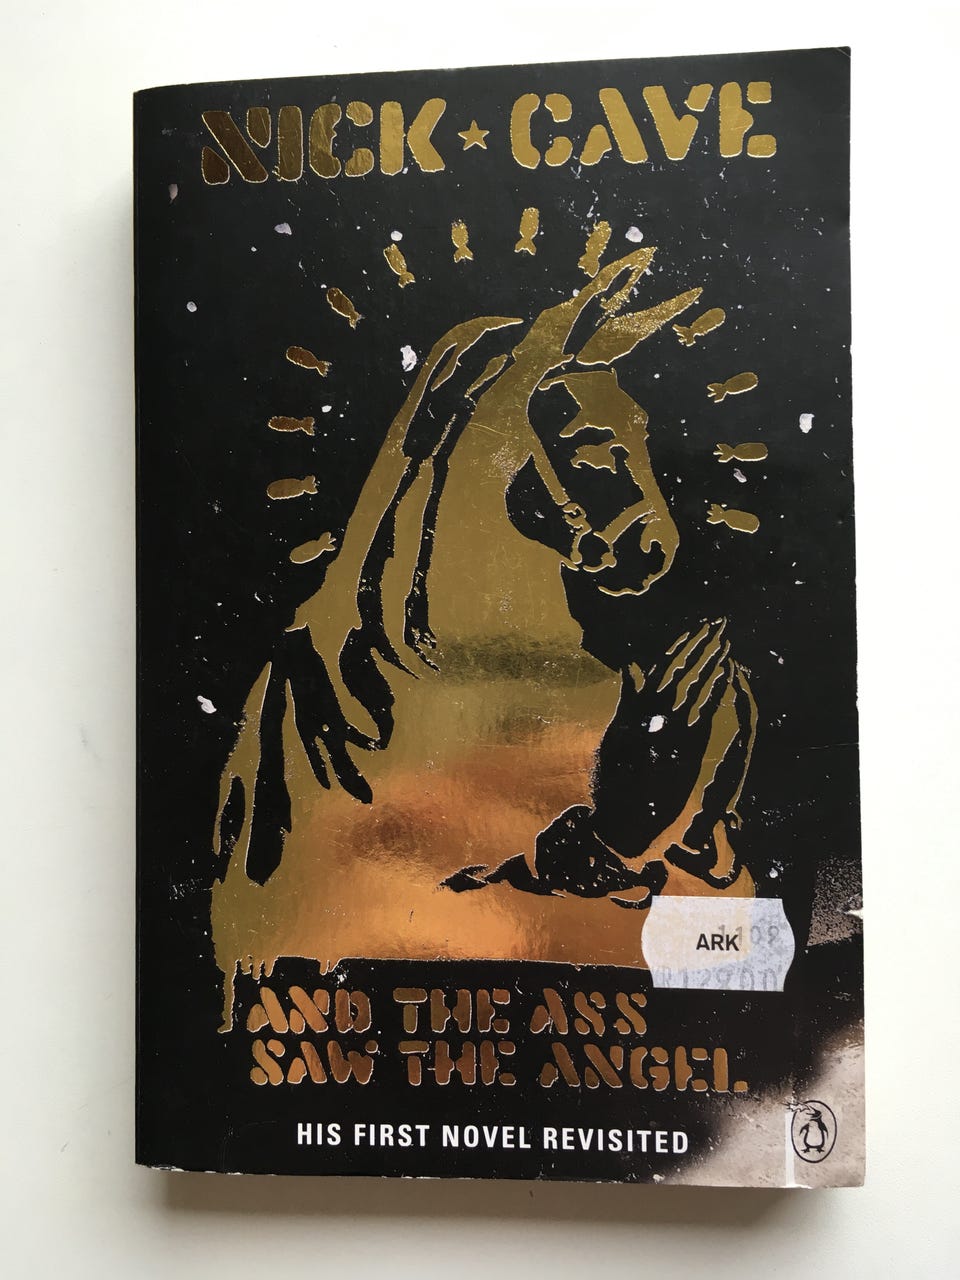 NICK ★ CAVE
ARK
AND THE ASS
SAW THE ANGEL
HIS FIRST NOVEL REVISITED